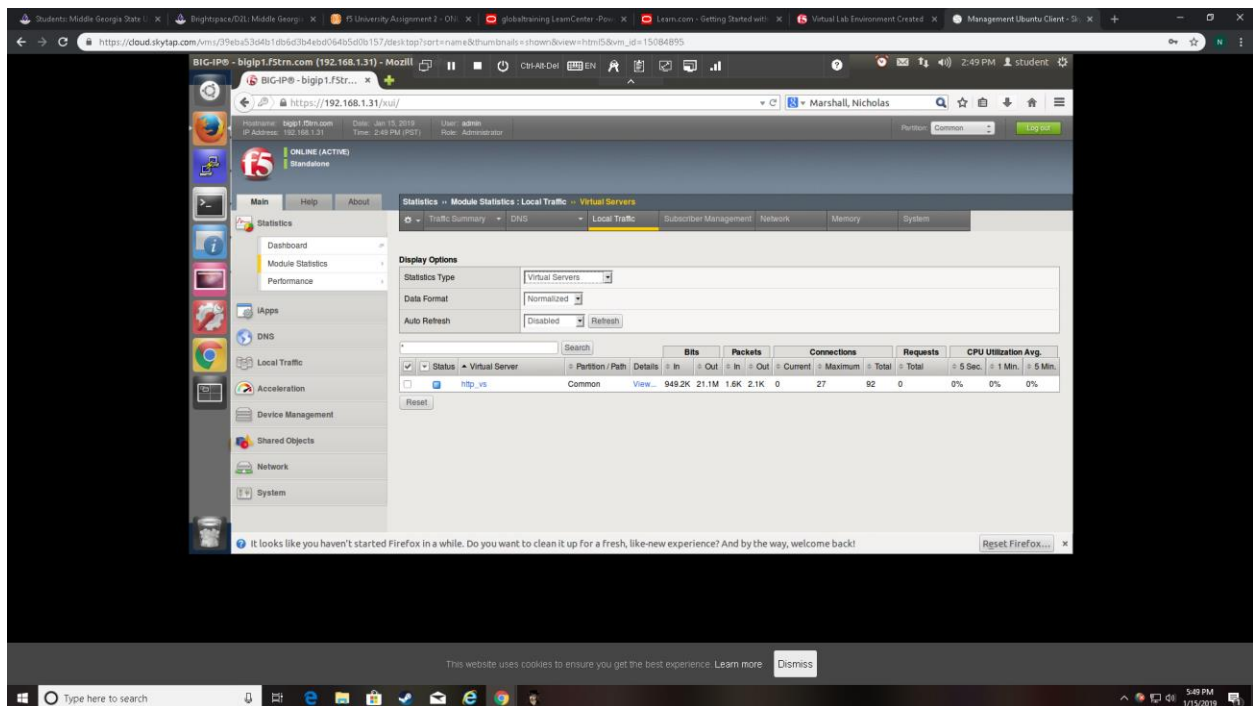 Students: Middle Georgia State U
Brightspace/D2L: Middle Georgi
f5 University Assignment 2 - ON
globaltraining LearnCenter -Pow
Learn.com - Getting Started with
Virtual Lab Environment Created
Management Ubuntu Client - Sk
https://cloud.skytap.com/vms/39eba53d4b1db6d3b4ebd064b5d0b157/desktop?sort=name&thumbnails=shown&view=html5&vm_id=15084895
N
BIG-IP® - bigip1.f5trn.com (192.168.1.31) - Mozill
Ctrl-Alt-Del
EN
2:49 PM
student
BIG-IP® - bigip1.f5tr...
https://192.168.1.31/xui/
Marshall, Nicholas
Hostname: bigip1.f5trn.com Date: Jan 15, 2019 User: admin
IP Address: 192.168.1.31 Time: 2:49 PM (PST) Role: Administrator
Partition: Common
Log out
f5
ONLINE (ACTIVE)
Standalone
Main Help About
Statistics
Dashboard
Module Statistics
Performance
iApps
DNS
Local Traffic
Acceleration
Device Management
Shared Objects
Network
System
Statistics ›› Module Statistics : Local Traffic ›› Virtual Servers
Traffic Summary DNS Local Traffic Subscriber Management Network Memory System
Display Options
Statistics Type Virtual Servers
Data Format Normalized
Auto Refresh Disabled Refresh
* Search Bits Packets Connections Requests CPU Utilization Avg.
Status Virtual Server Partition / Path Details In Out In Out Current Maximum Total Total 5 Sec. 1 Min. 5 Min.
http_vs Common View... 949.2K 21.1M 1.6K 2.1K 0 27 92 0 0% 0% 0%
Reset
It looks like you haven't started Firefox in a while. Do you want to clean it up for a fresh, like-new experience? And by the way, welcome back!
Reset Firefox...
This website uses cookies to ensure you get the best experience. Learn more
Dismiss
Type here to search
5:49 PM
1/15/2019